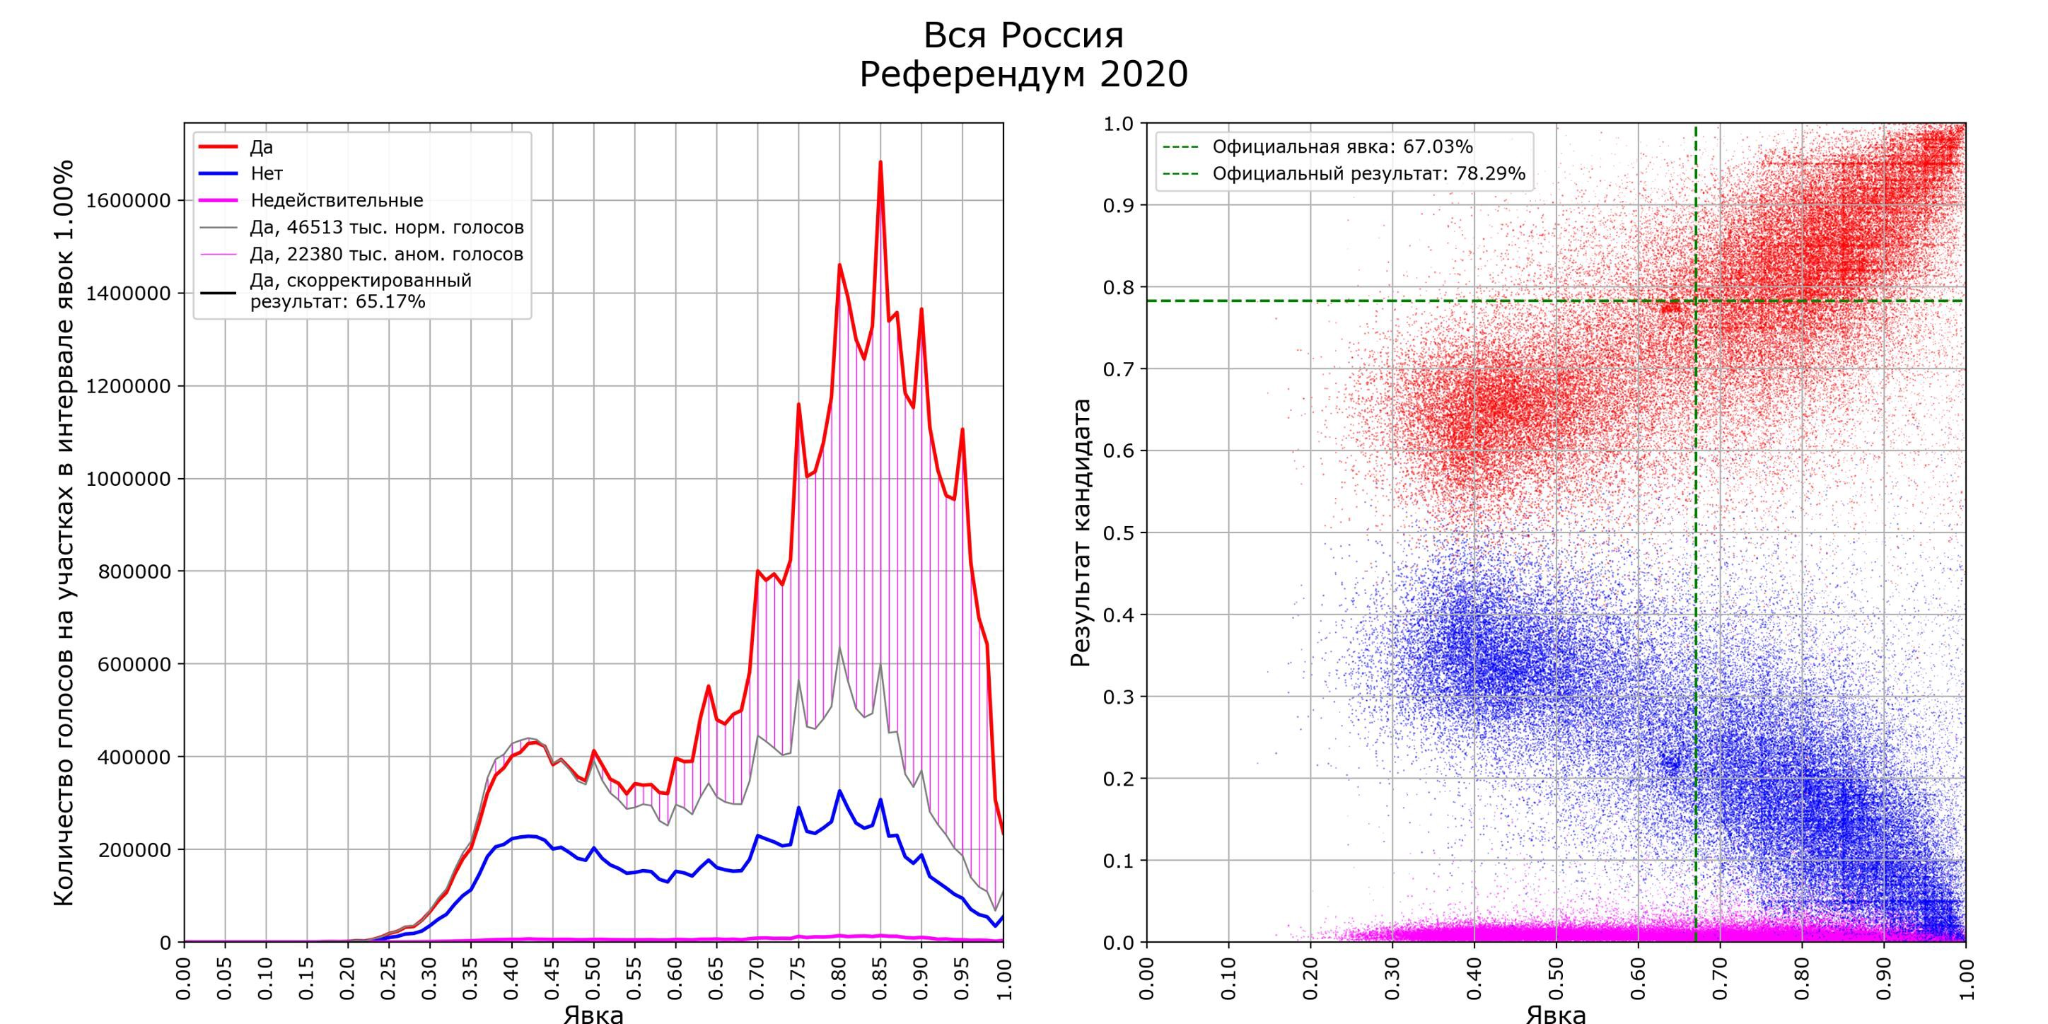 Вся Россия
Референдум 2020
Количество голосов на участках в интервале явок 1.00%
1600000
1400000
1200000
1000000
800000
600000
400000
200000
0
Да
Нет
Недействительные
Да, 46513 тыс. норм. голосов
Да, 22380 тыс. аном. голосов
Да, скорректированный
результат: 65.17%
0.00 0.05 0.10 0.15 0.20 0.25 0.30 0.35 0.40 0.45 0.50 0.55 0.60 0.65 0.70 0.75 0.80 0.85 0.90 0.95 1.00
Явка
Результат кандидата
1.0
0.9
0.8
0.7
0.6
0.5
0.4
0.3
0.2
0.1
0.0
Официальная явка: 67.03%
Официальный результат: 78.29%
0.00 0.10 0.20 0.30 0.40 0.50 0.60 0.70 0.80 0.90 1.00
Явка